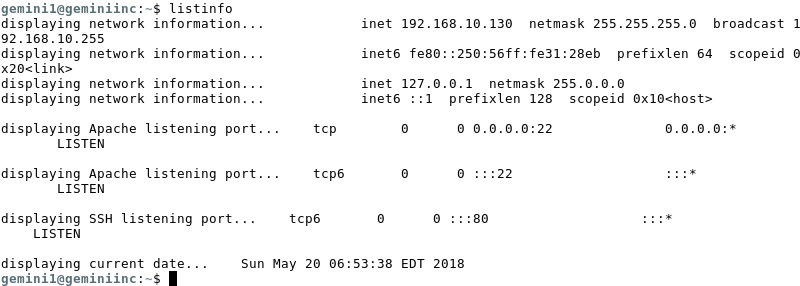 gemini1@geminiinc:~$ listinfo
displaying network information...            inet 192.168.10.130  netmask 255.255.255.0  broadcast 1
92.168.10.255
displaying network information...            inet6 fe80::250:56ff:fe31:28eb  prefixlen 64  scopeid 0
x20<link>
displaying network information...            inet 127.0.0.1  netmask 255.0.0.0
displaying network information...            inet6 ::1  prefixlen 128  scopeid 0x10<host>
displaying Apache listening port...    tcp        0      0 0.0.0.0:22              0.0.0.0:*
       LISTEN
displaying Apache listening port...    tcp6       0      0 :::22                   :::*
       LISTEN
displaying SSH listening port...    tcp6       0      0 :::80                   :::*
    LISTEN
displaying current date...    Sun May 20 06:53:38 EDT 2018
gemini1@geminiinc:~$